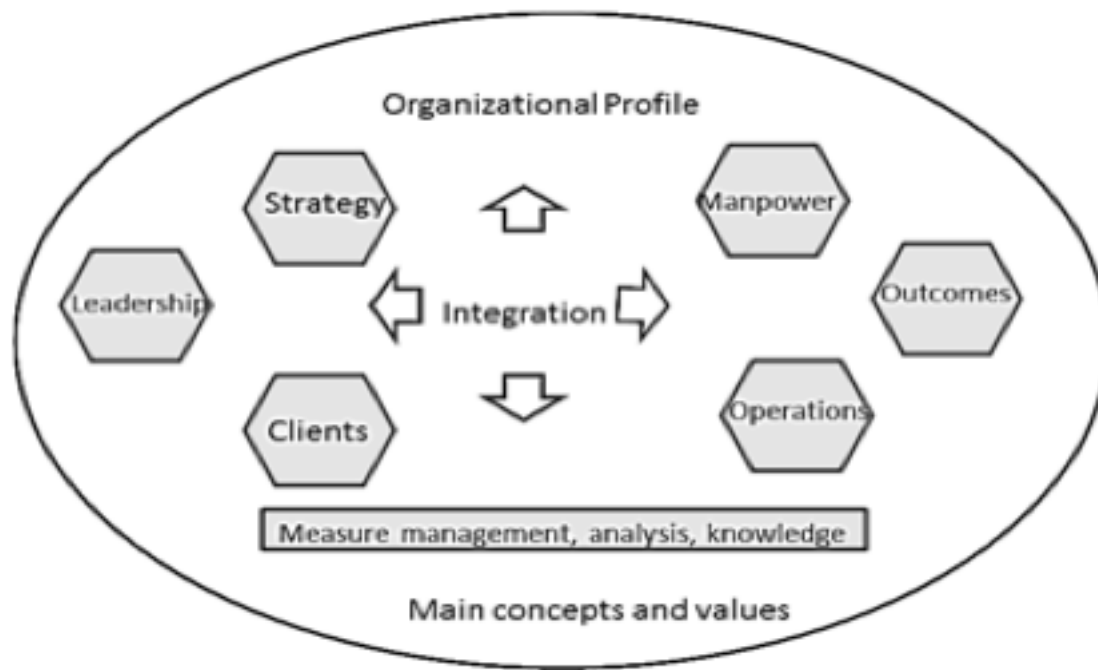 Organizational Profile
Strategy
Manpower
Leadership
Integration
Outcomes
Clients
Operations
Measure management, analysis, knowledge
Main concepts and values